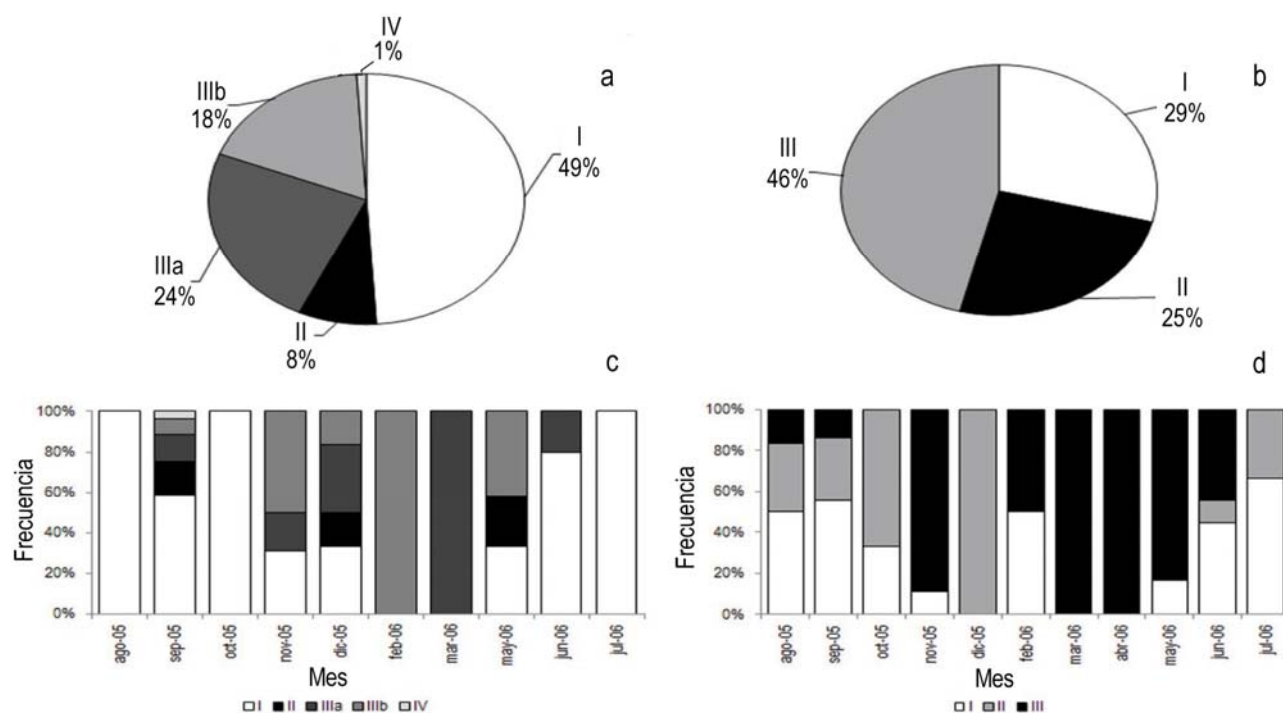 a
IV
1%
I
49%
IIIb
18%
IIIa
24%
II
8%
b
I
29%
III
46%
II
25%
c
Frecuencia
100%
80%
60%
40%
20%
0%
ago-05
sep-05
oct-05
nov-05
dic-05
feb-06
mar-06
may-06
jun-06
jul-06
Mes
I II IIIa IIIb IV
d
Frecuencia
100%
80%
60%
40%
20%
0%
ago-05
sep-05
oct-05
nov-05
dic-05
feb-06
mar-06
abr-06
may-06
jun-06
jul-06
Mes
I II III